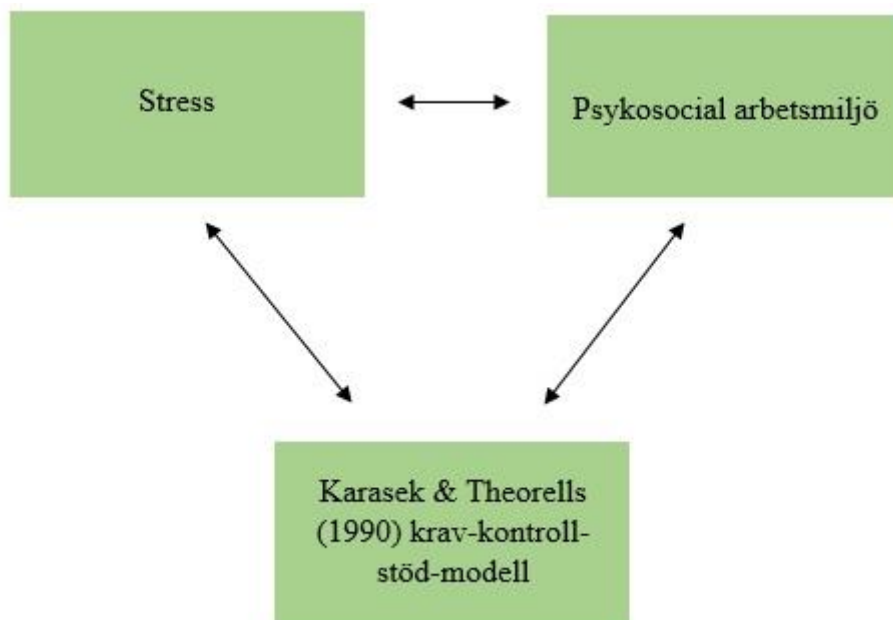 Stress
Psykosocial arbetsmiljö
Karasek & Theorells
(1990) krav-kontroll-
stöd-modell